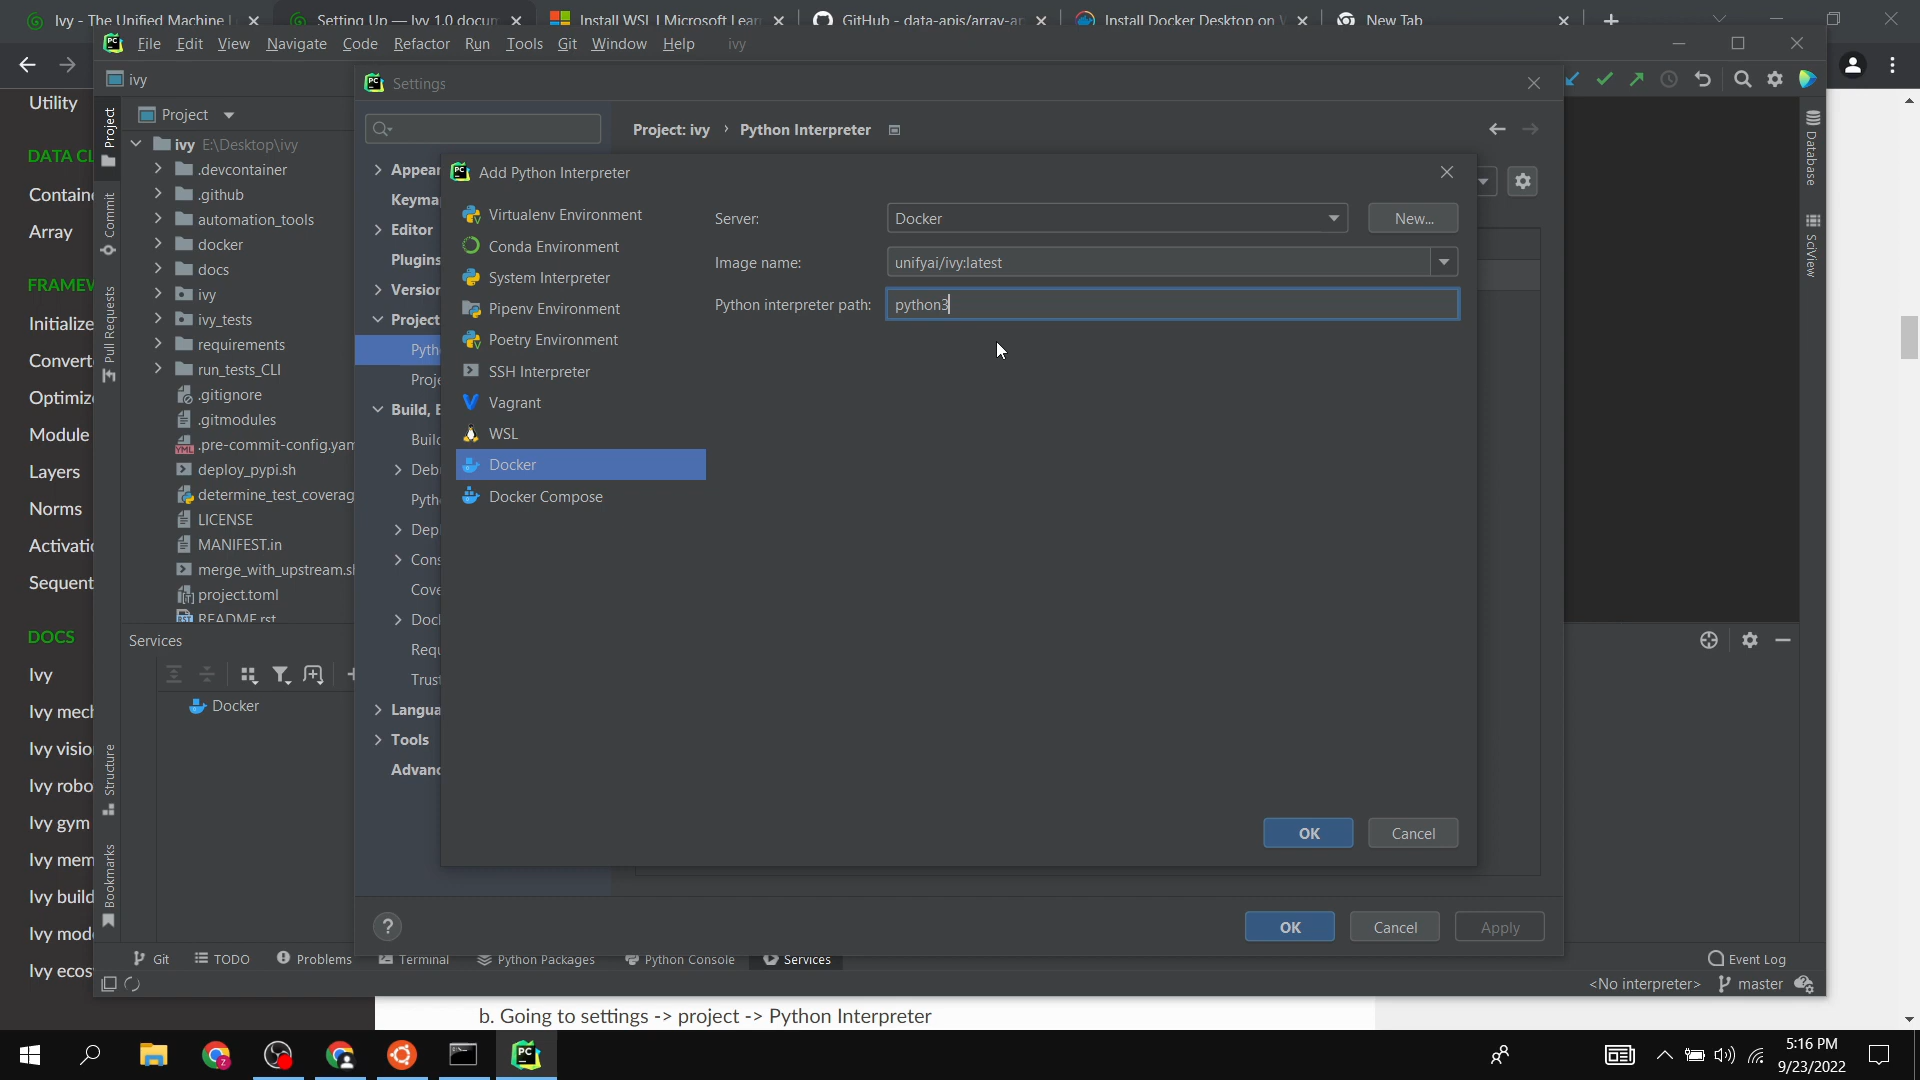 Ivy - The Unified Machine
Setting Up — Ivy 1.0 docum
Install WSL | Microsoft Lear
GitHub - data-apis/array-ar
Install Docker Desktop on
New Tab
File Edit View Navigate Code Refactor Run Tools Git Window Help ivy
ivy
Settings
Utility
DATA CL
Contain
Array
FRAMEW
Initialize
Convert
Optimiz
Module
Layers
Norms
Activati
Sequent
DOCS
Ivy
Ivy mech
Ivy visio
Ivy robo
Ivy gym
Ivy mem
Ivy build
Ivy mod
Ivy ecos
Project
Commit
Pull Requests
Structure
Bookmarks
Project
ivy E:\Desktop\ivy
.devcontainer
.github
automation_tools
docker
docs
ivy
ivy_tests
requirements
run_tests_CLI
.gitignore
.gitmodules
.pre-commit-config.yam
deploy_pypi.sh
determine_test_coverag
LICENSE
MANIFEST.in
merge_with_upstream.sh
project.toml
README.rst
Services
Docker
Project: ivy › Python Interpreter
Appear
Keyma
Editor
Plugins
Version
Project
Pyth
Proje
Build, E
Build
Deb
Pyth
Depl
Cons
Cove
Dock
Requ
Trust
Langua
Tools
Advanc
Add Python Interpreter
Virtualenv Environment
Conda Environment
System Interpreter
Pipenv Environment
Poetry Environment
SSH Interpreter
Vagrant
WSL
Docker
Docker Compose
Server: Docker New...
Image name: unifyai/ivy:latest
Python interpreter path: python3
OK Cancel
? OK Cancel Apply
Database
SciView
Git TODO Problems Terminal Python Packages Python Console Services Event Log
<No interpreter> master
b. Going to settings -> project -> Python Interpreter
5:16 PM
9/23/2022